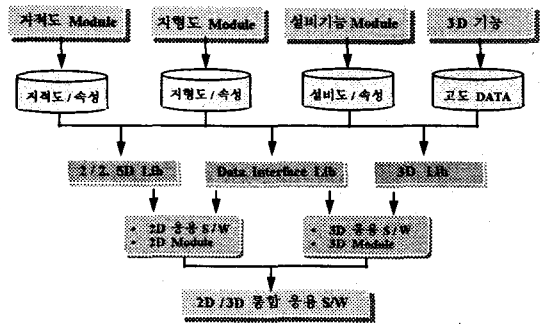 지적도 Module
지형도 Module
설비기능 Module
3D 기능
지적도 / 속성
지형도 / 속성
설비도 / 속성
고도 DATA
2 / 2. 5D Lib
Data Interface Lib
3D Lib
• 2D 응용 S/W
• 2D Module
• 3D 응용 S/W
• 3D Module
2D /3D 통합 응용 S/W